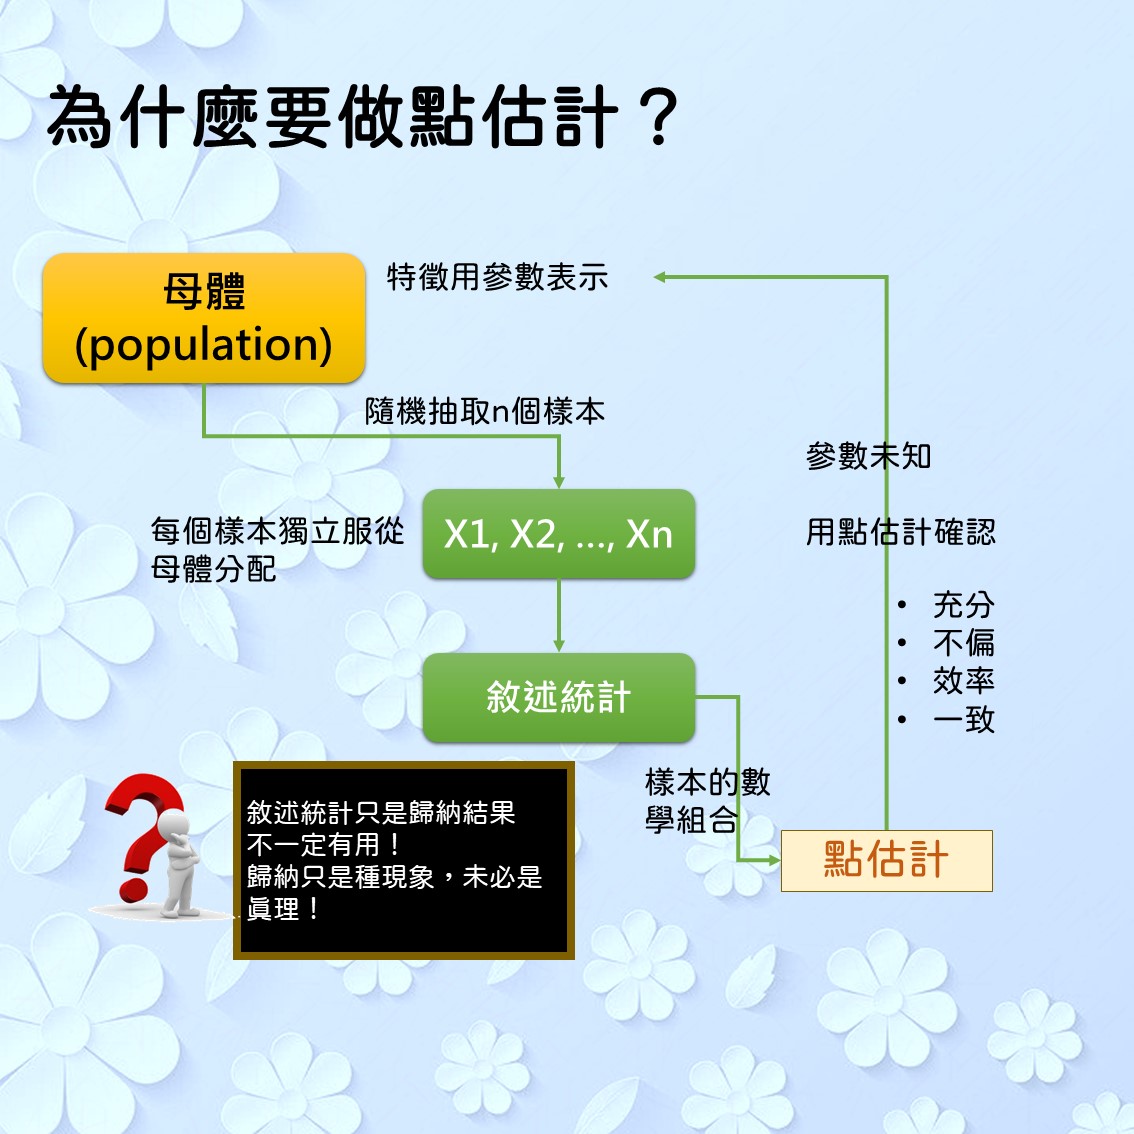 為什麼要做點估計？
母體
(population)
特徵用參數表示
隨機抽取n個樣本
參數未知
每個樣本獨立服從
母體分配
X1, X2, …, Xn
用點估計確認
• 充分
• 不偏
• 效率
• 一致
敘述統計
樣本的數
學組合
點估計
敘述統計只是歸納結果
不一定有用！
歸納只是種現象，未必是
真理！